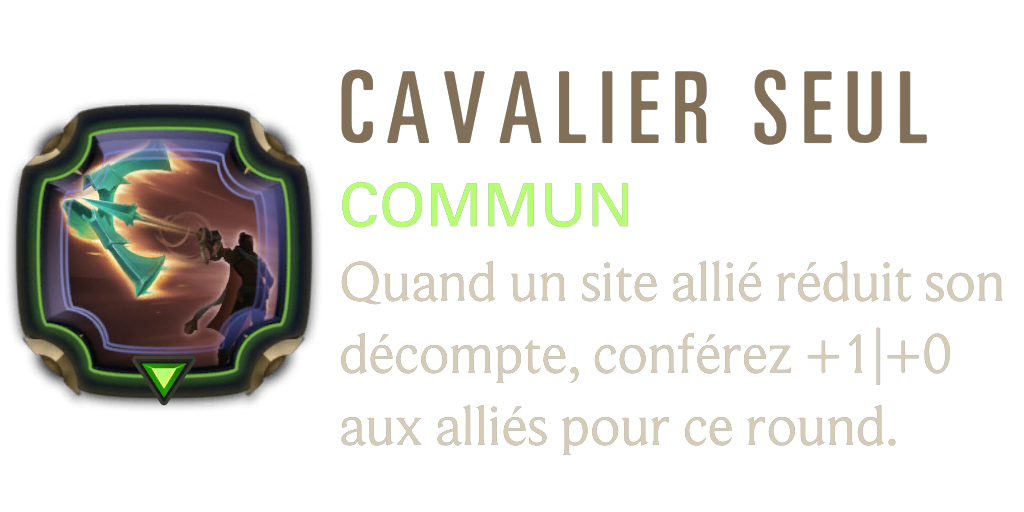 CAVALIER SEUL
COMMUN
Quand un site allié réduit son
décompte, conférez +1|+0
aux alliés pour ce round.